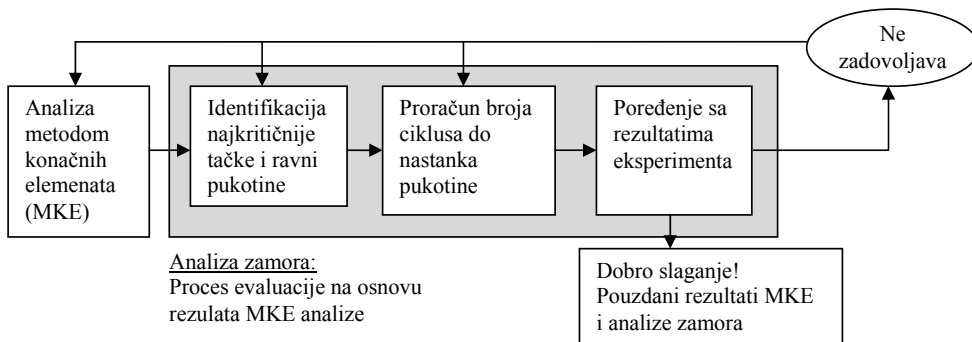 Ne
zadovoljava
Analiza
metodom
konačnih
elemenata
(MKE)
Identifikacija
najkritičnije
tačke i ravni
pukotine
Proračun broja
ciklusa do
nastanka
pukotine
Poređenje sa
rezultatima
eksperimenta
Analiza zamora:
Proces evaluacije na osnovu
rezulata MKE analize
Dobro slaganje!
Pouzdani rezultati MKE
i analize zamora